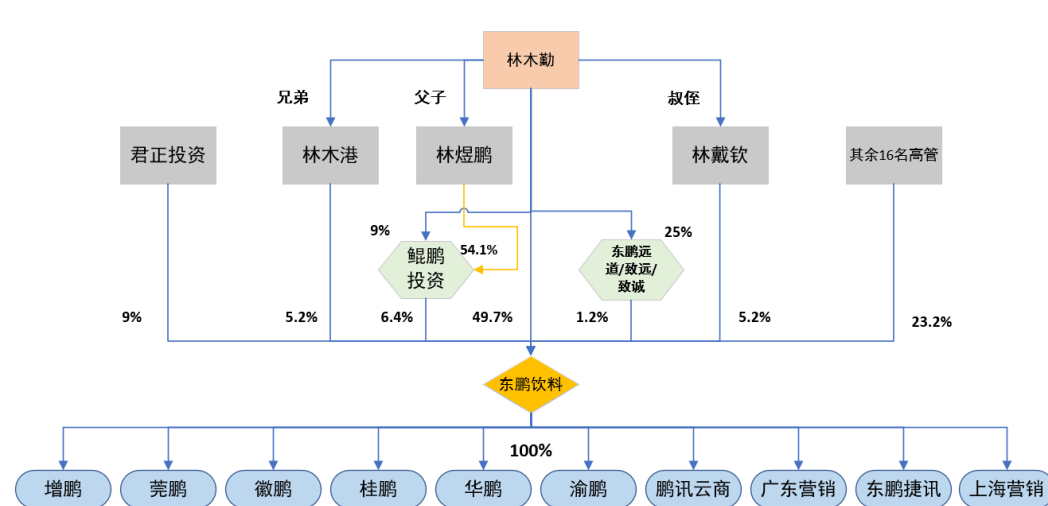 林木勤
兄弟
父子
叔侄
君正投资
林木港
林煜鹏
林戴钦
其余16名高管
9%
25%
鲲鹏
投资
54.1%
东鹏远
道/致远/
致诚
9%
5.2%
6.4%
49.7%
1.2%
5.2%
23.2%
东鹏饮料
100%
增鹏
莞鹏
徽鹏
桂鹏
华鹏
渝鹏
鹏讯云商
广东营销
东鹏捷讯
上海营销